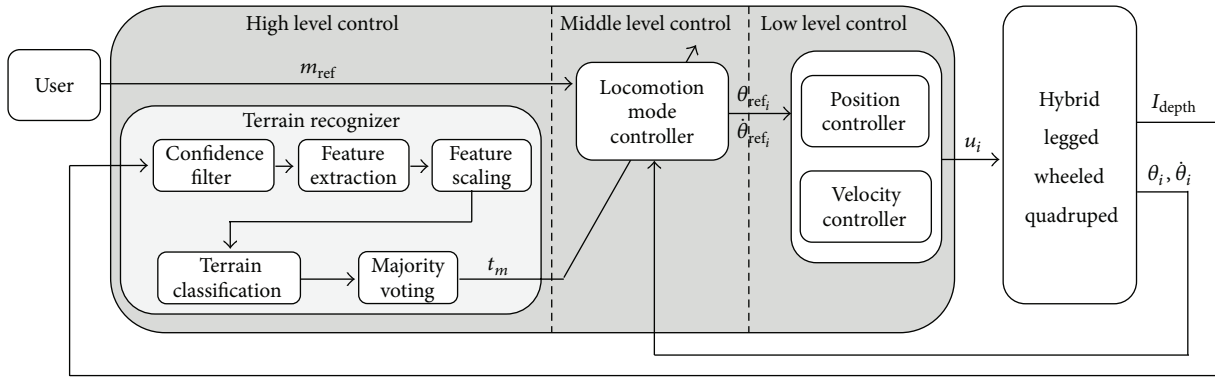 High level control
Middle level control
Low level control
User
m_ref
Locomotion
mode
controller
θ_ref_i
θ̇_ref_i
Position
controller
Velocity
controller
u_i
Hybrid
legged
wheeled
quadruped
I_depth
θ_i, θ̇_i
Terrain recognizer
Confidence
filter
Feature
extraction
Feature
scaling
Terrain
classification
Majority
voting
t_m